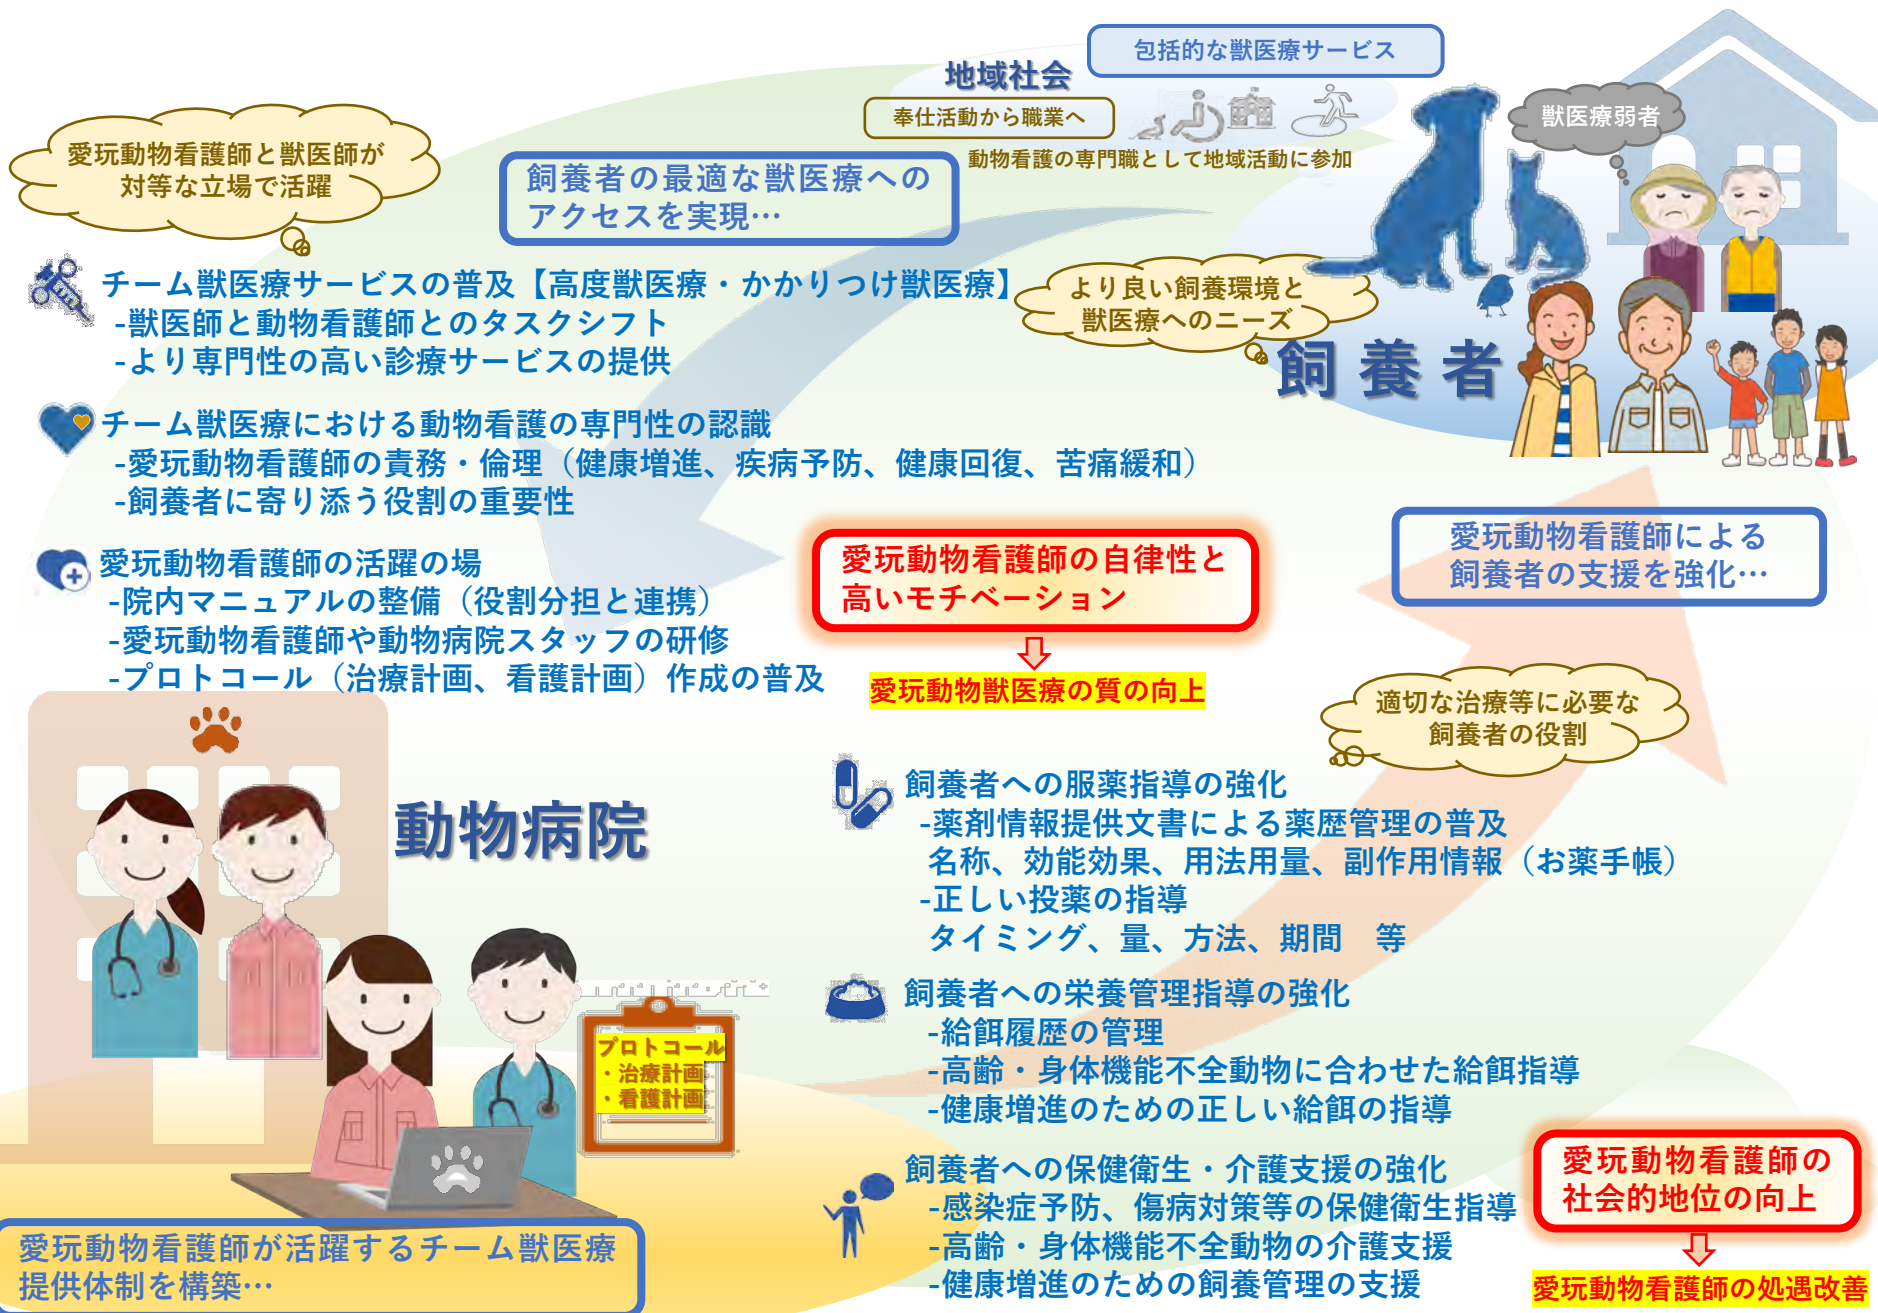 包括的な獣医療サービス
地域社会
奉仕活動から職業へ
動物看護の専門職として地域活動に参加
獣医療弱者
愛玩動物看護師と獣医師が
対等な立場で活躍
飼養者の最適な獣医療への
アクセスを実現…
チーム獣医療サービスの普及【高度獣医療・かかりつけ獣医療】
-獣医師と動物看護師とのタスクシフト
-より専門性の高い診療サービスの提供
より良い飼養環境と
獣医療へのニーズ
飼養者
チーム獣医療における動物看護の専門性の認識
-愛玩動物看護師の責務・倫理（健康増進、疾病予防、健康回復、苦痛緩和）
-飼養者に寄り添う役割の重要性
愛玩動物看護師の活躍の場
-院内マニュアルの整備（役割分担と連携）
-愛玩動物看護師や動物病院スタッフの研修
-プロトコール（治療計画、看護計画）作成の普及
愛玩動物看護師の自律性と
高いモチベーション
愛玩動物獣医療の質の向上
愛玩動物看護師による
飼養者の支援を強化…
適切な治療等に必要な
飼養者の役割
動物病院
飼養者への服薬指導の強化
-薬剤情報提供文書による薬歴管理の普及
名称、効能効果、用法用量、副作用情報（お薬手帳）
-正しい投薬の指導
タイミング、量、方法、期間　等
飼養者への栄養管理指導の強化
-給餌履歴の管理
-高齢・身体機能不全動物に合わせた給餌指導
-健康増進のための正しい給餌の指導
プロトコール
・治療計画
・看護計画
飼養者への保健衛生・介護支援の強化
-感染症予防、傷病対策等の保健衛生指導
-高齢・身体機能不全動物の介護支援
-健康増進のための飼養管理の支援
愛玩動物看護師の
社会的地位の向上
愛玩動物看護師の処遇改善
愛玩動物看護師が活躍するチーム獣医療
提供体制を構築…